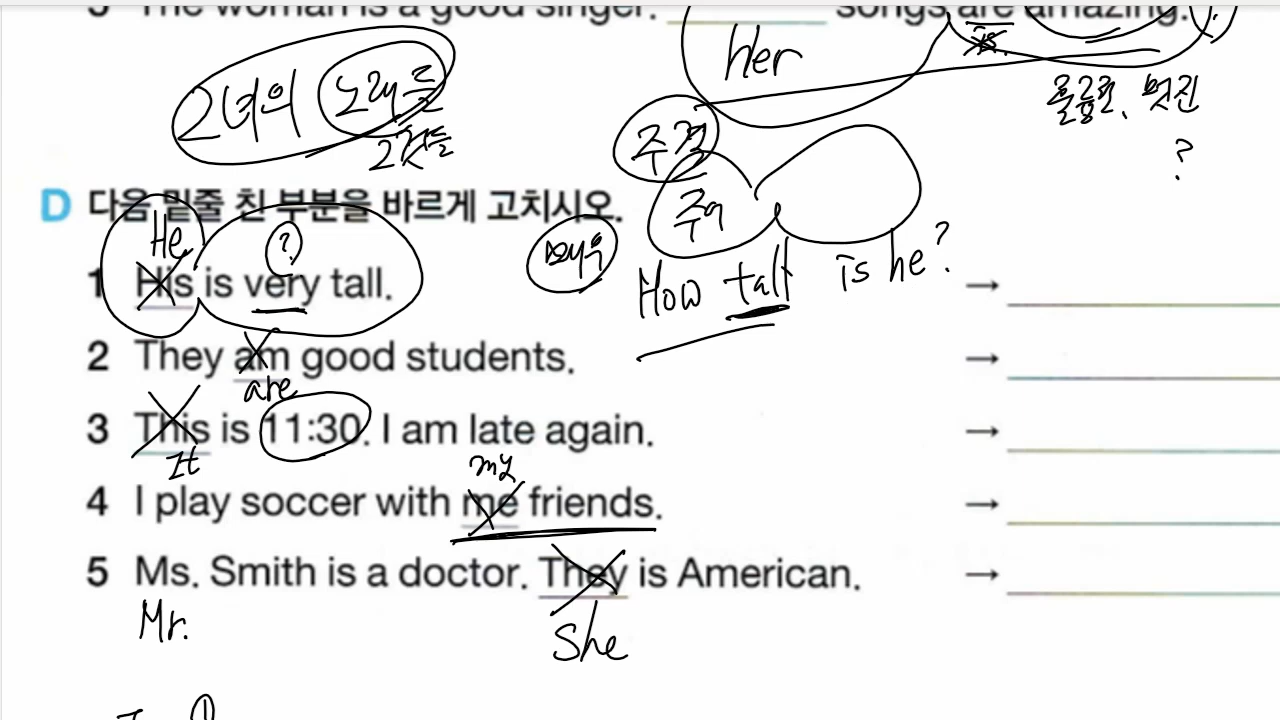 The woman is a good singer. songs are amazing.
her
is.
그녀의 노래들
그것들
훌륭한, 멋진
?
주격
D 다음 밑줄 친 부분을 바르게 고치시오.
주어
He
?
매우
1 His is very tall. →
How tall is he?
2 They am good students. →
are
3 This is 11:30. I am late again. →
It
my
4 I play soccer with me friends. →
5 Ms. Smith is a doctor. They is American. →
Mr.
She